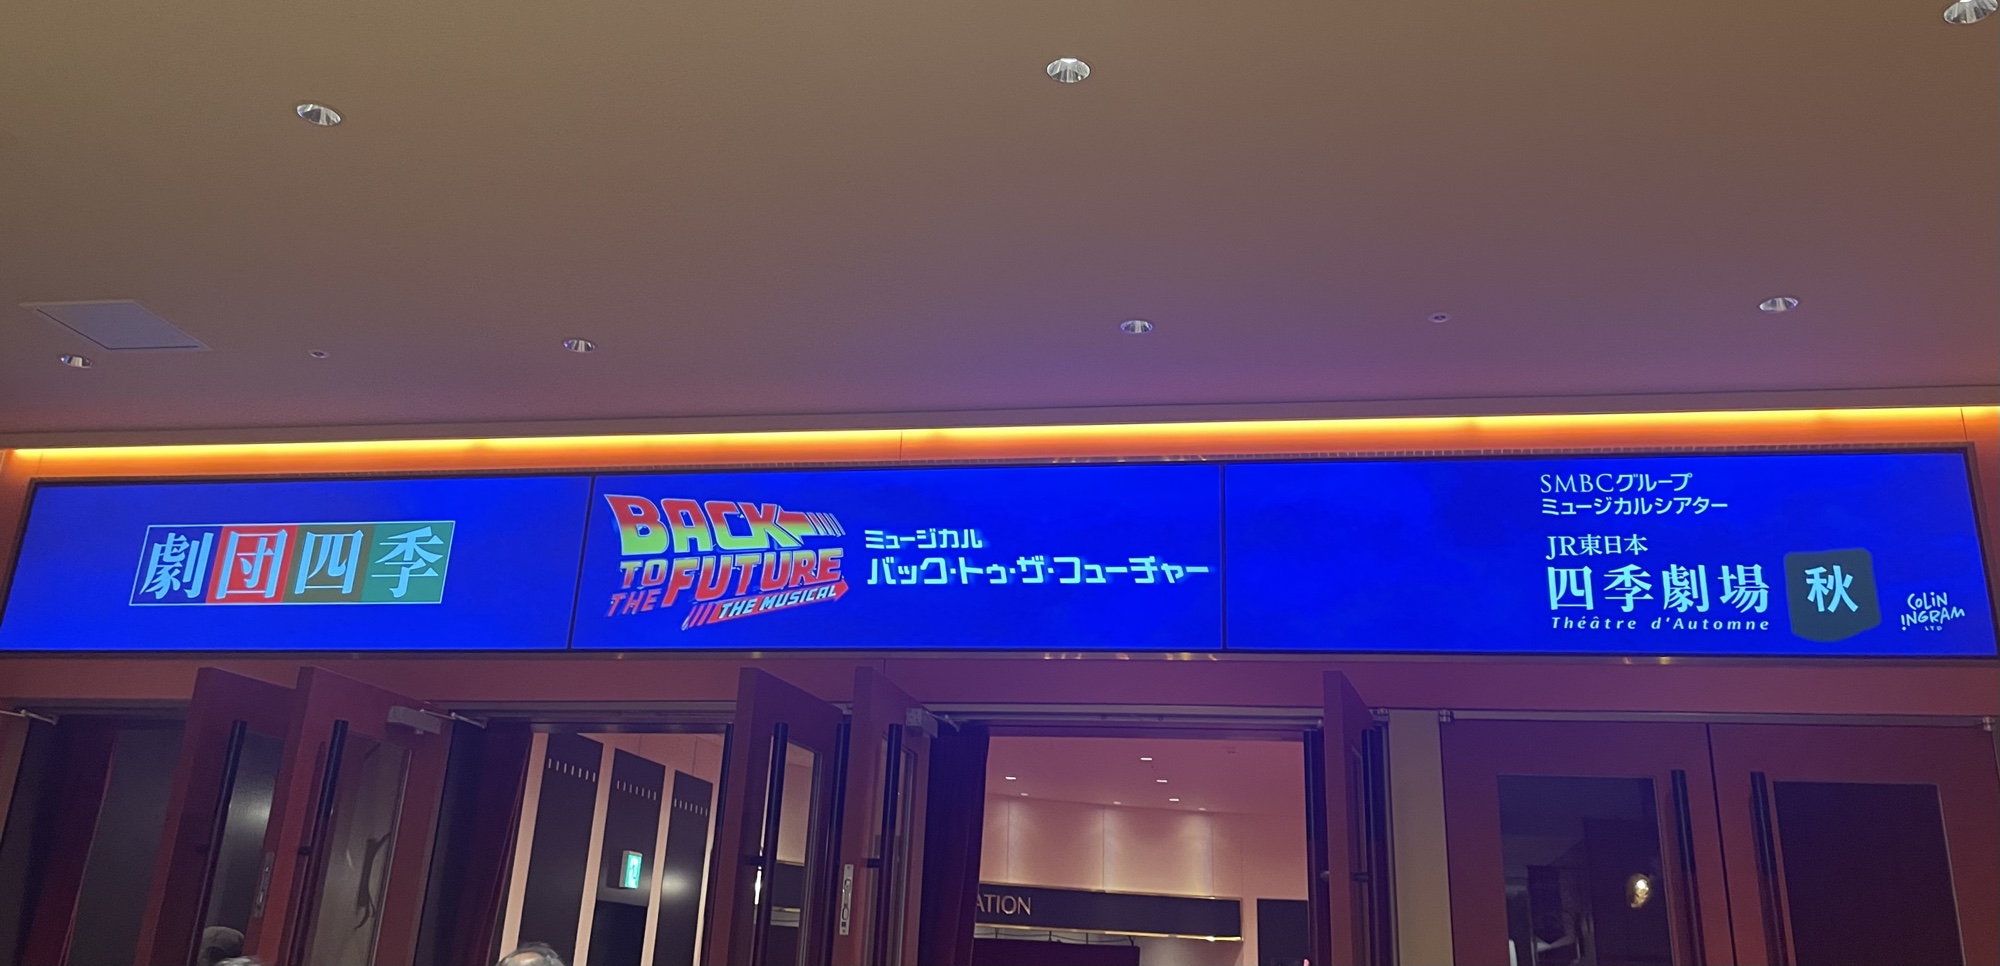 劇団四季
BACK
TO FUTURE
THE
THE MUSICAL
ミュージカル
バック・トゥ・ザ・フューチャー
SMBCグループ
ミュージカルシアター
JR東日本
四季劇場
秋
Théâtre d'Automne
COLIN
INGRAM
LTD
ATION